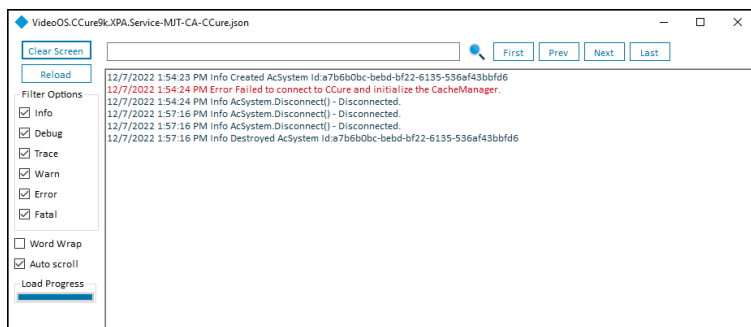 VideoOS.CCure9k.XPA.Service-MJT-CA-CCure.json
Clear Screen
First
Prev
Next
Last
Reload
Filter Options
Info
Debug
Trace
Warn
Error
Fatal
Word Wrap
Auto scroll
Load Progress
12/7/2022 1:54:23 PM Info Created AcSystem Id:a7b6b0bc-bebd-bf22-6135-536af43bbfd6
12/7/2022 1:54:24 PM Error Failed to connect to CCure and initialize the CacheManager.
12/7/2022 1:54:24 PM Info AcSystem.Disconnect() - Disconnected.
12/7/2022 1:57:16 PM Info AcSystem.Disconnect() - Disconnected.
12/7/2022 1:57:16 PM Info AcSystem.Disconnect() - Disconnected.
12/7/2022 1:57:16 PM Info Destroyed AcSystem Id:a7b6b0bc-bebd-bf22-6135-536af43bbfd6